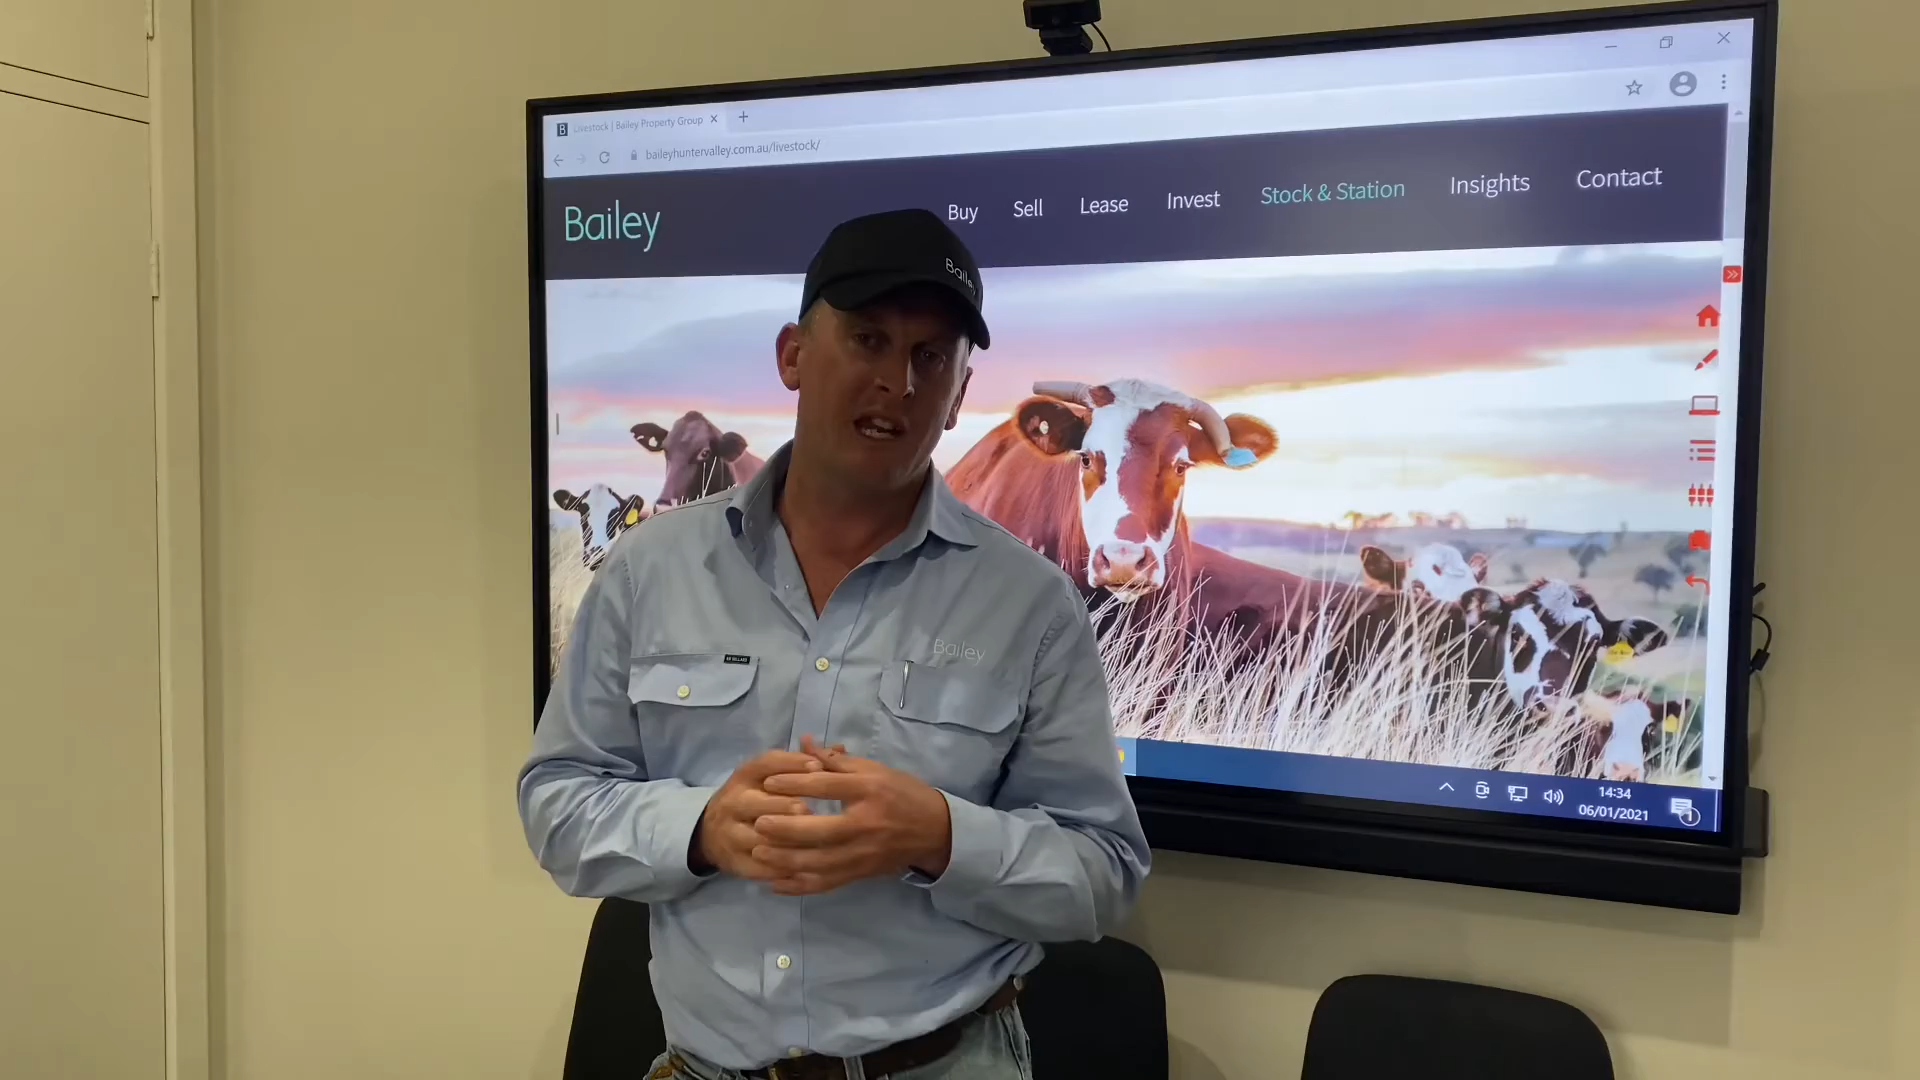 Livestock | Bailey Property Group
baileyhuntervalley.com.au/livestock/
Bailey
Buy
Sell
Lease
Invest
Stock & Station
Insights
Contact
Bailey
Bailey
14:34
06/01/2021
1